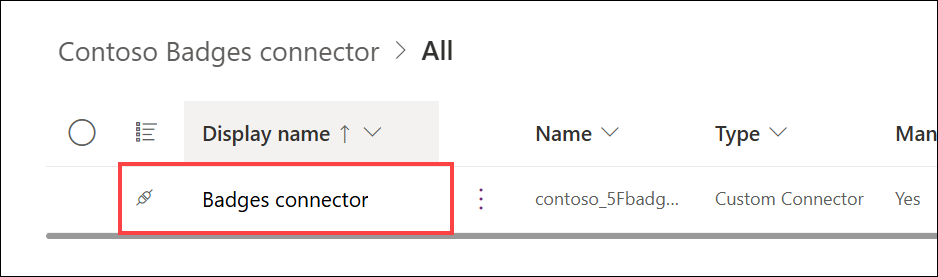 Contoso Badges connector > All
Display name ↑ Name Type Man
Badges connector contoso_5Fbadg... Custom Connector Yes